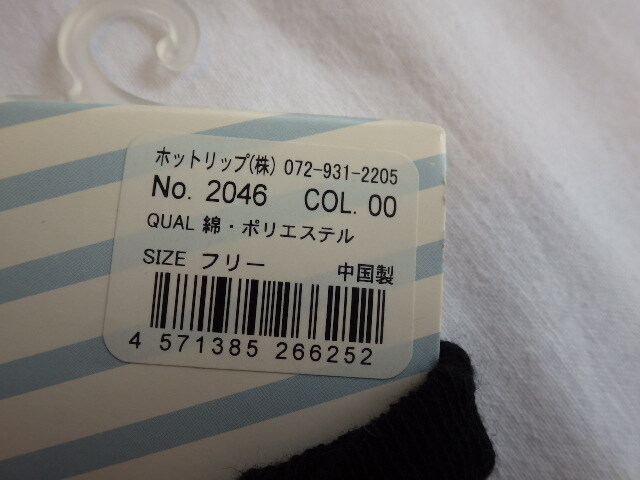 ホットリップ(株) 072-931-2205
No. 2046 COL. 00
QUAL 綿・ポリエステル
SIZE フリー 中国製
4 571385 266252